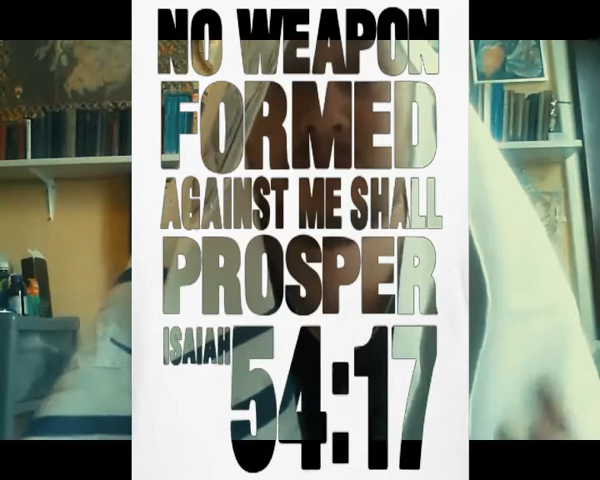 NO WEAPON
FORMED
AGAINST ME SHALL
PROSPER
ISAIAH
54:17